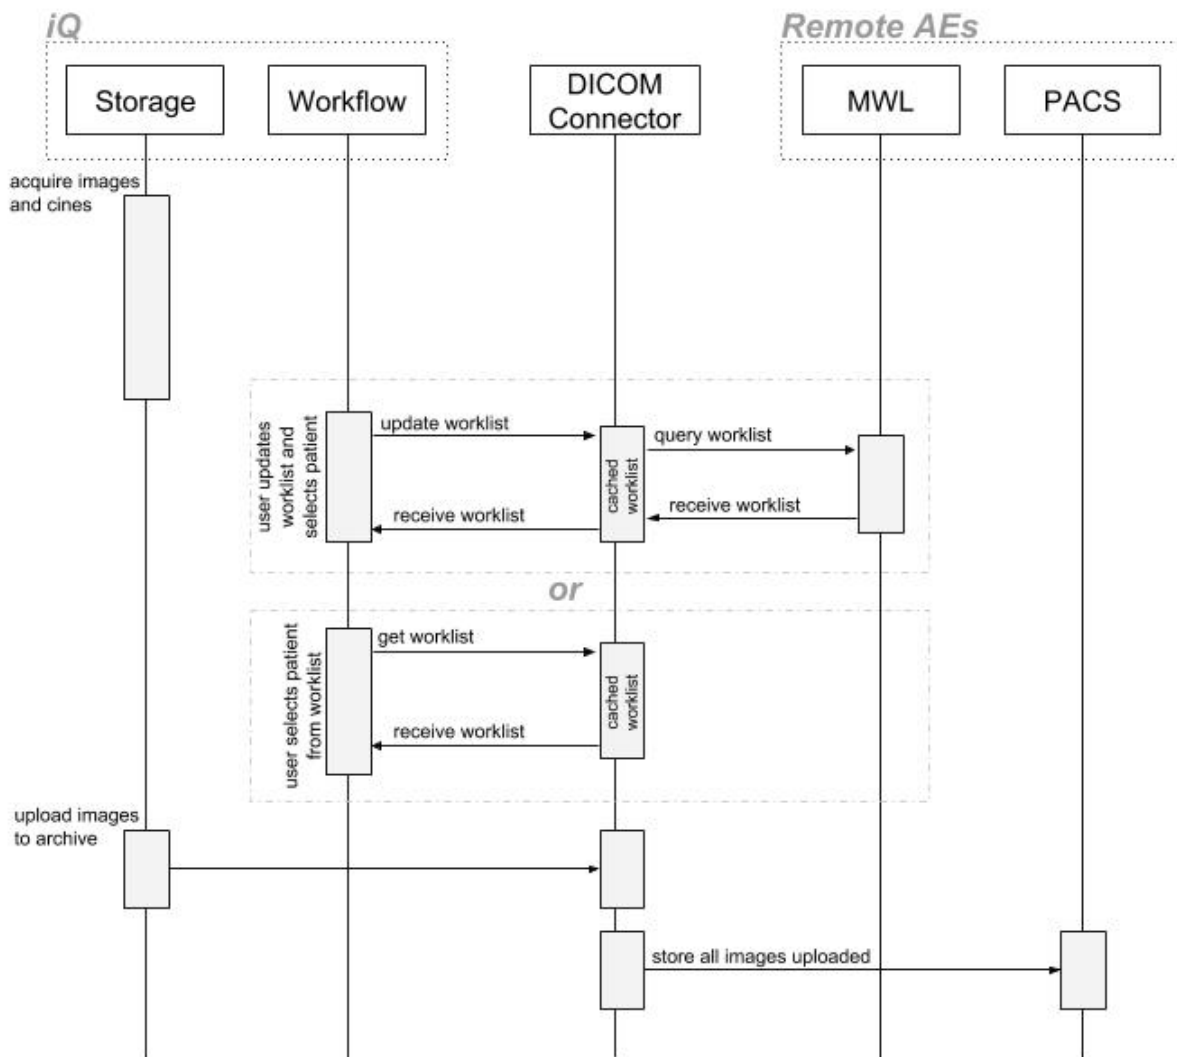 iQ
Remote AEs
Storage
Workflow
DICOM
Connector
MWL
PACS
acquire images
and cines
user updates
worklist and
selects patient
update worklist
cached
worklist
query worklist
receive worklist
receive worklist
or
user selects patient
from worklist
get worklist
cached
worklist
receive worklist
upload images
to archive
store all images uploaded